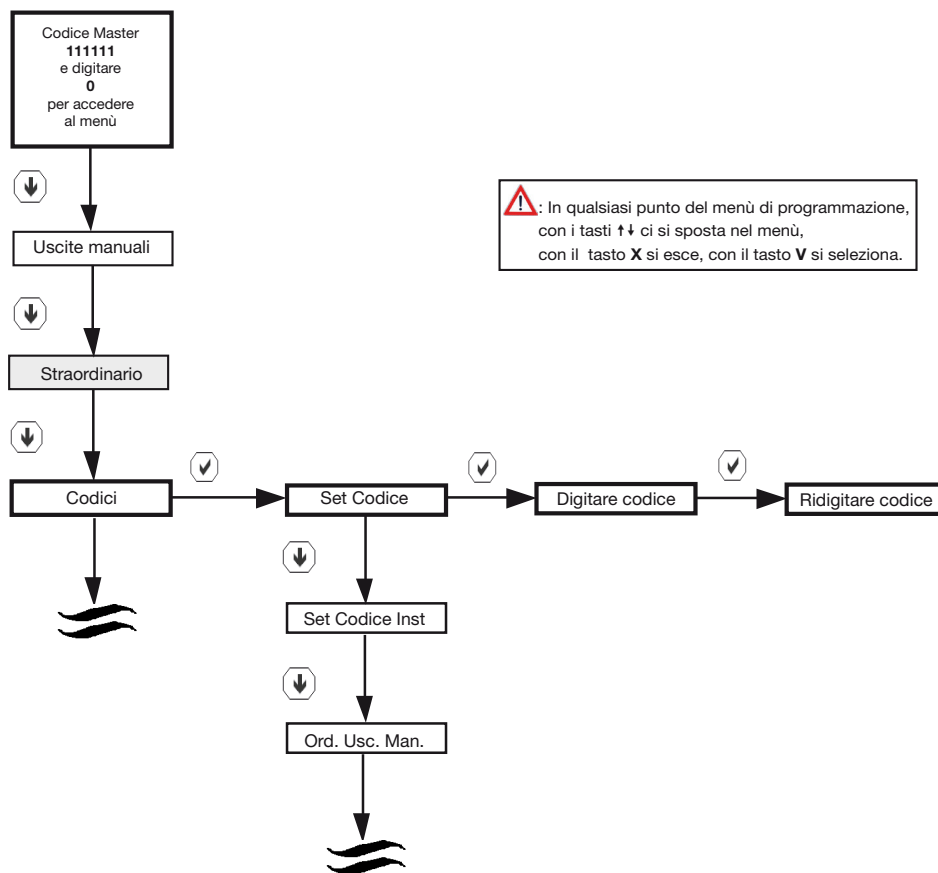 Codice Master
111111
e digitare
0
per accedere
al menù
: In qualsiasi punto del menù di programmazione,
con i tasti ↑↓ ci si sposta nel menù,
con il tasto X si esce, con il tasto V si seleziona.
Uscite manuali
Straordinario
Codici
Set Codice
Digitare codice
Ridigitare codice
Set Codice Inst
Ord. Usc. Man.